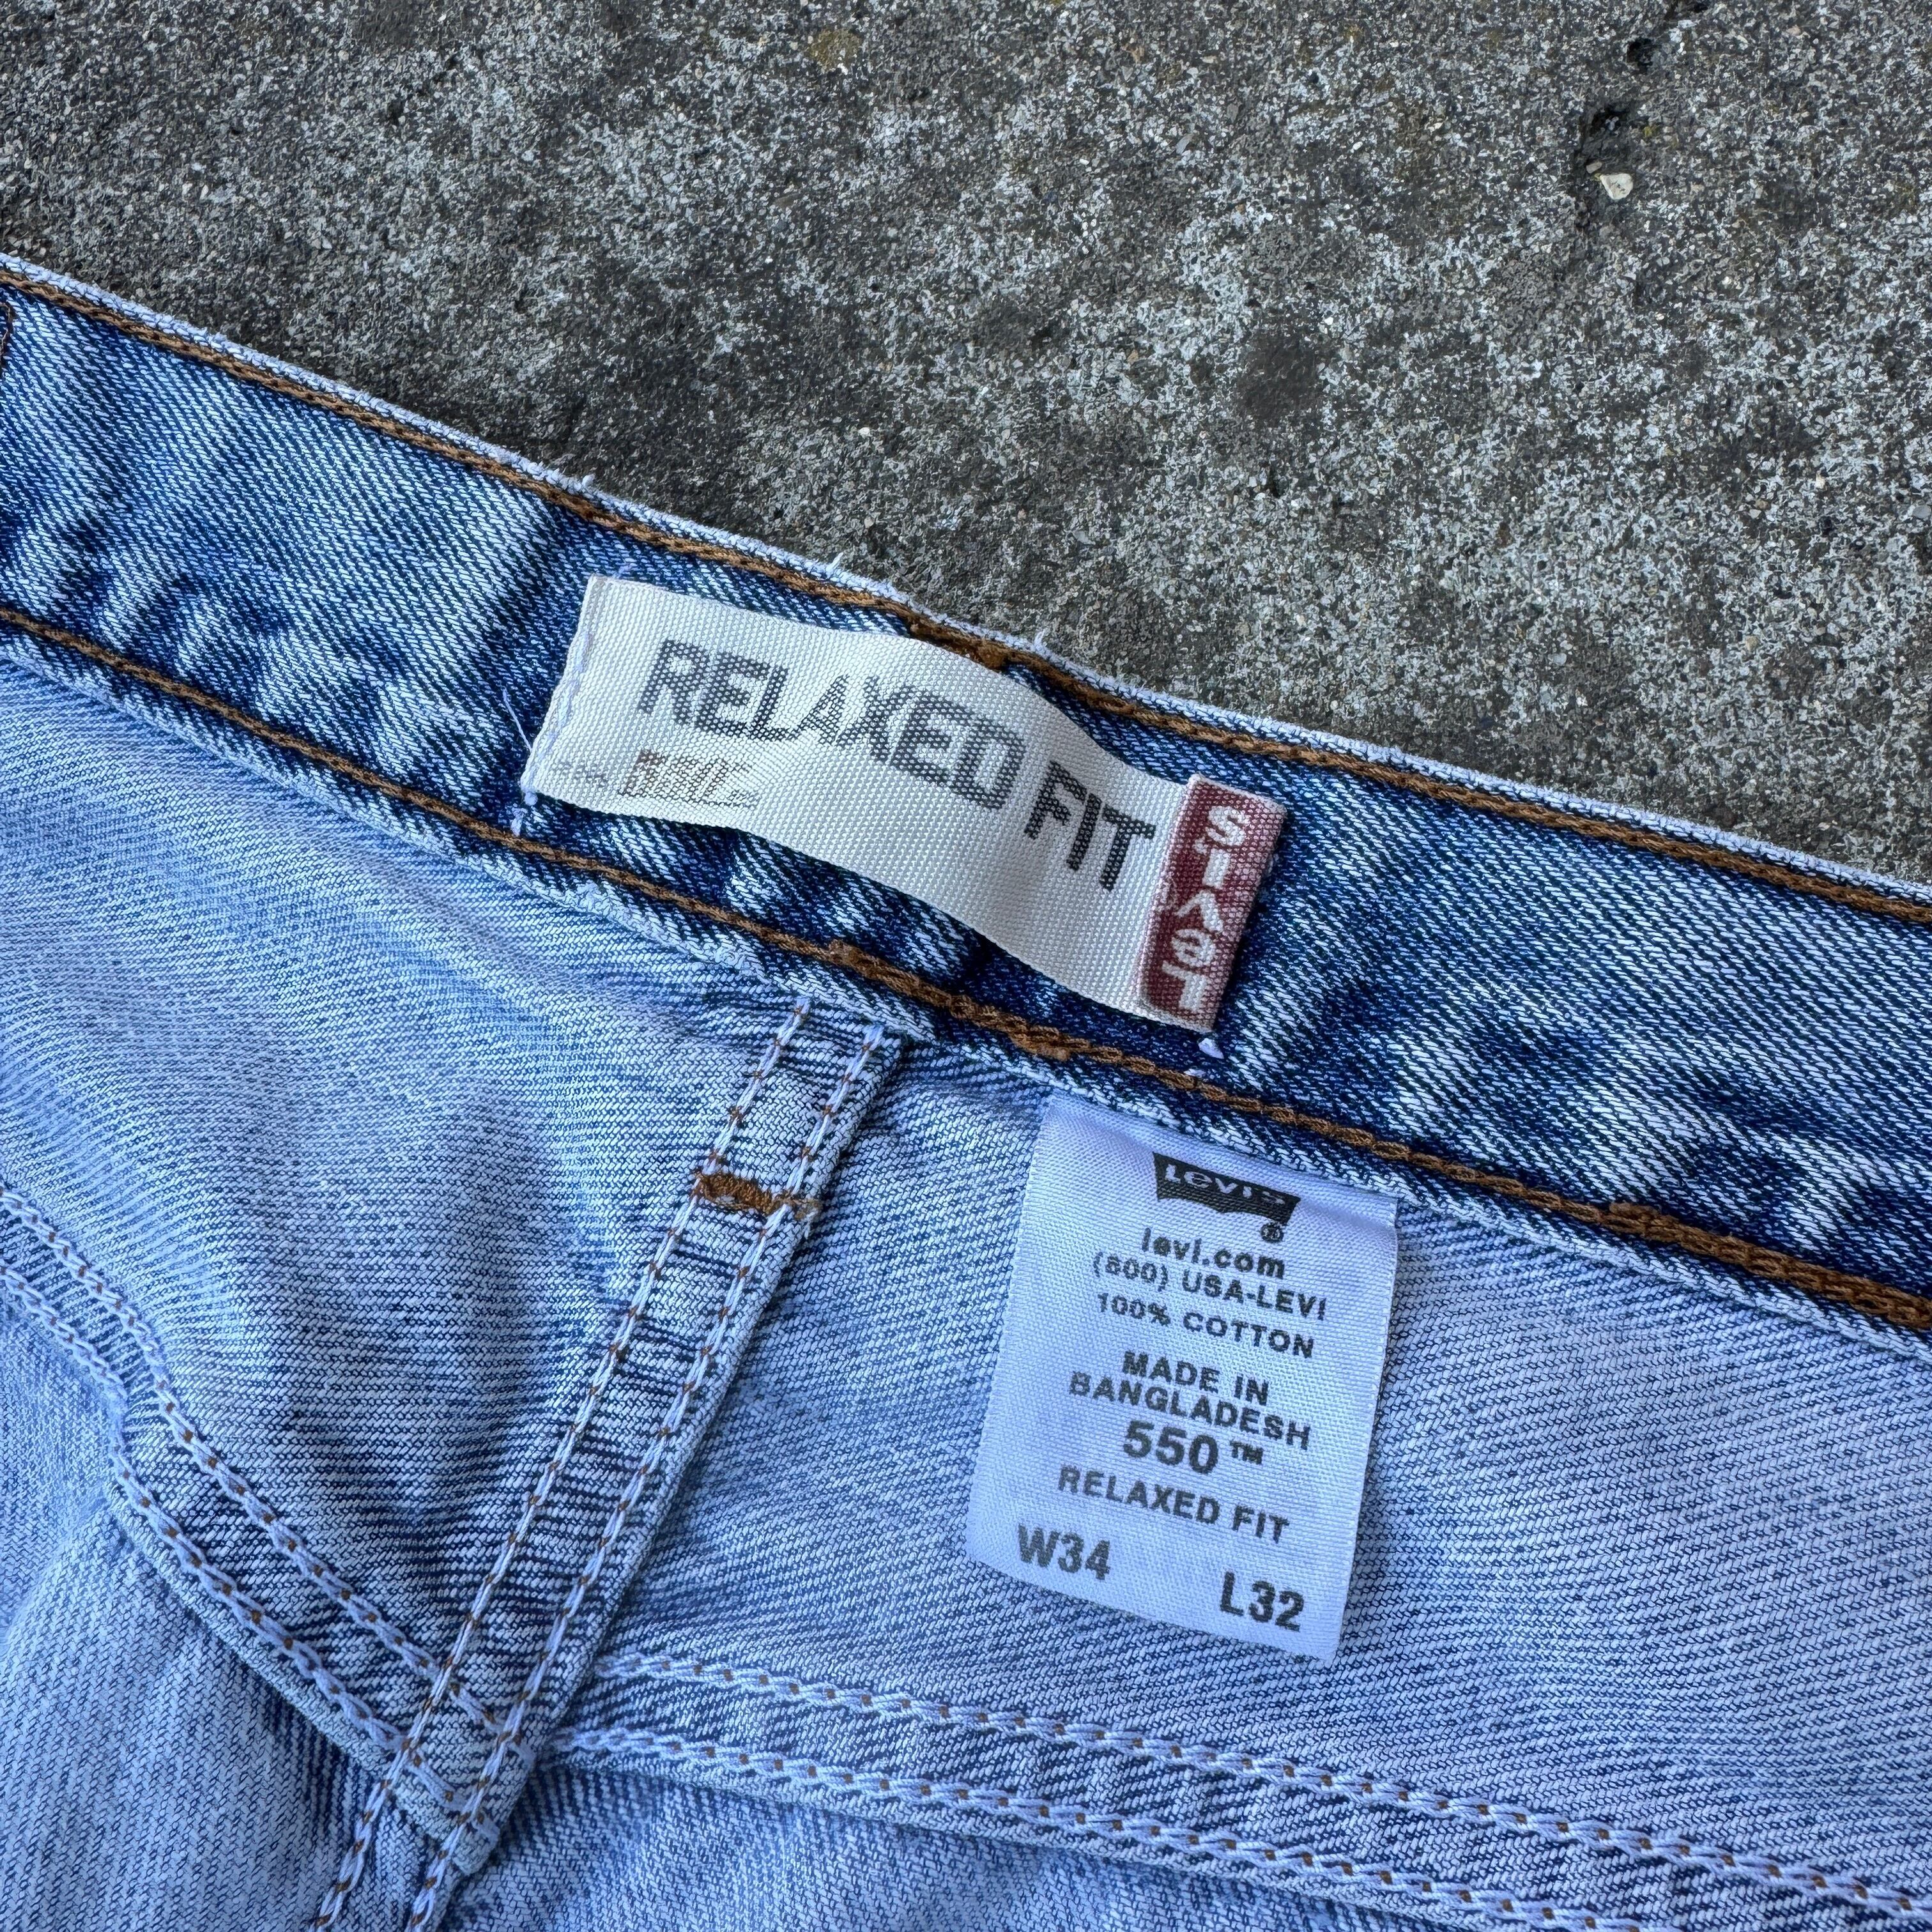 RELAXED FIT
LEVI'S
LEVI'S
®
levi.com
(800) USA-LEVI
100% COTTON
MADE IN
BANGLADESH
550™
RELAXED FIT
W34 L32